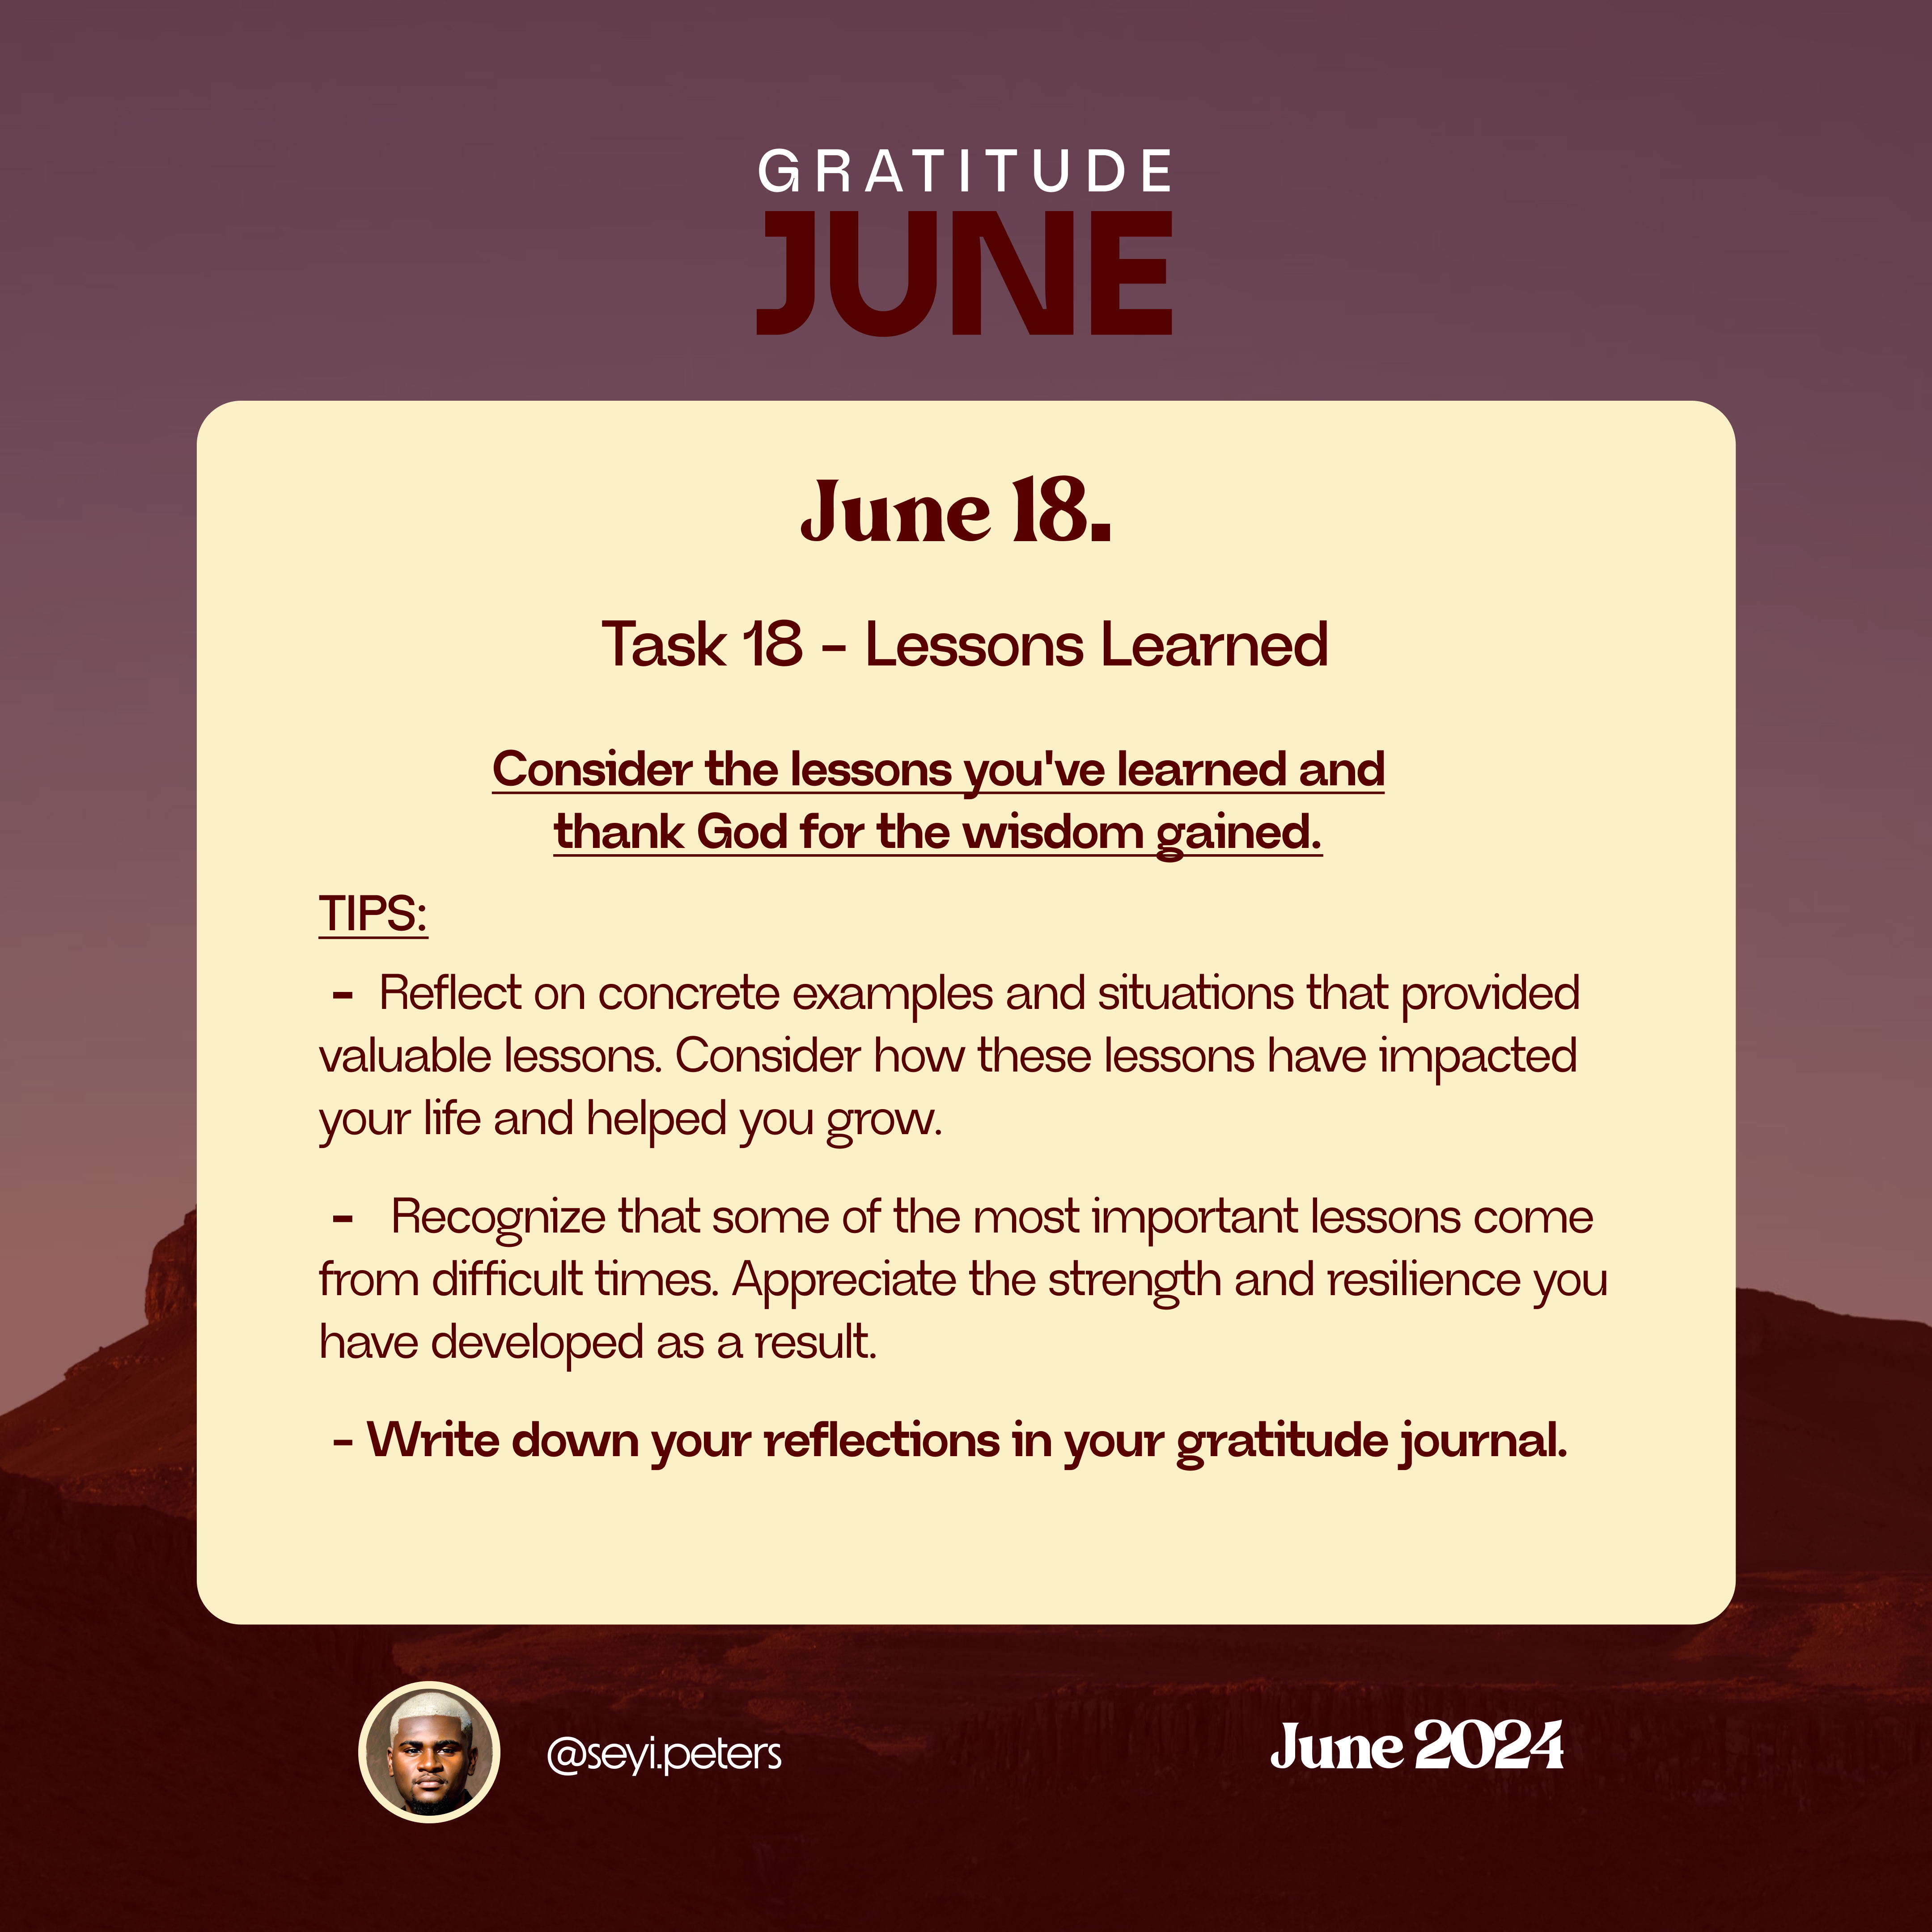 GRATITUDE
JUNE
June 18.
Task 18 - Lessons Learned
Consider the lessons you've learned and
thank God for the wisdom gained.
TIPS:
- Reflect on concrete examples and situations that provided
valuable lessons. Consider how these lessons have impacted
your life and helped you grow.
- Recognize that some of the most important lessons come
from difficult times. Appreciate the strength and resilience you
have developed as a result.
- Write down your reflections in your gratitude journal.
@seyi.peters
June 2024